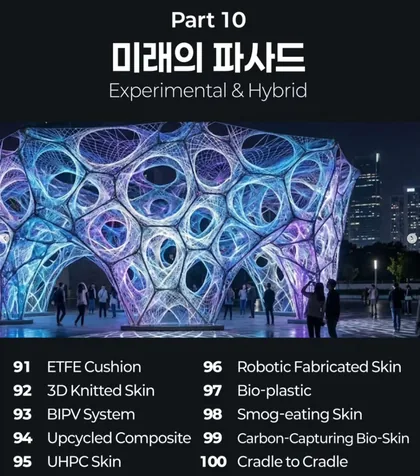 Part 10
미래의 파사드
Experimental & Hybrid
91 ETFE Cushion
92 3D Knitted Skin
93 BIPV System
94 Upcycled Composite
95 UHPC Skin
96 Robotic Fabricated Skin
97 Bio-plastic
98 Smog-eating Skin
99 Carbon-Capturing Bio-Skin
100 Cradle to Cradle